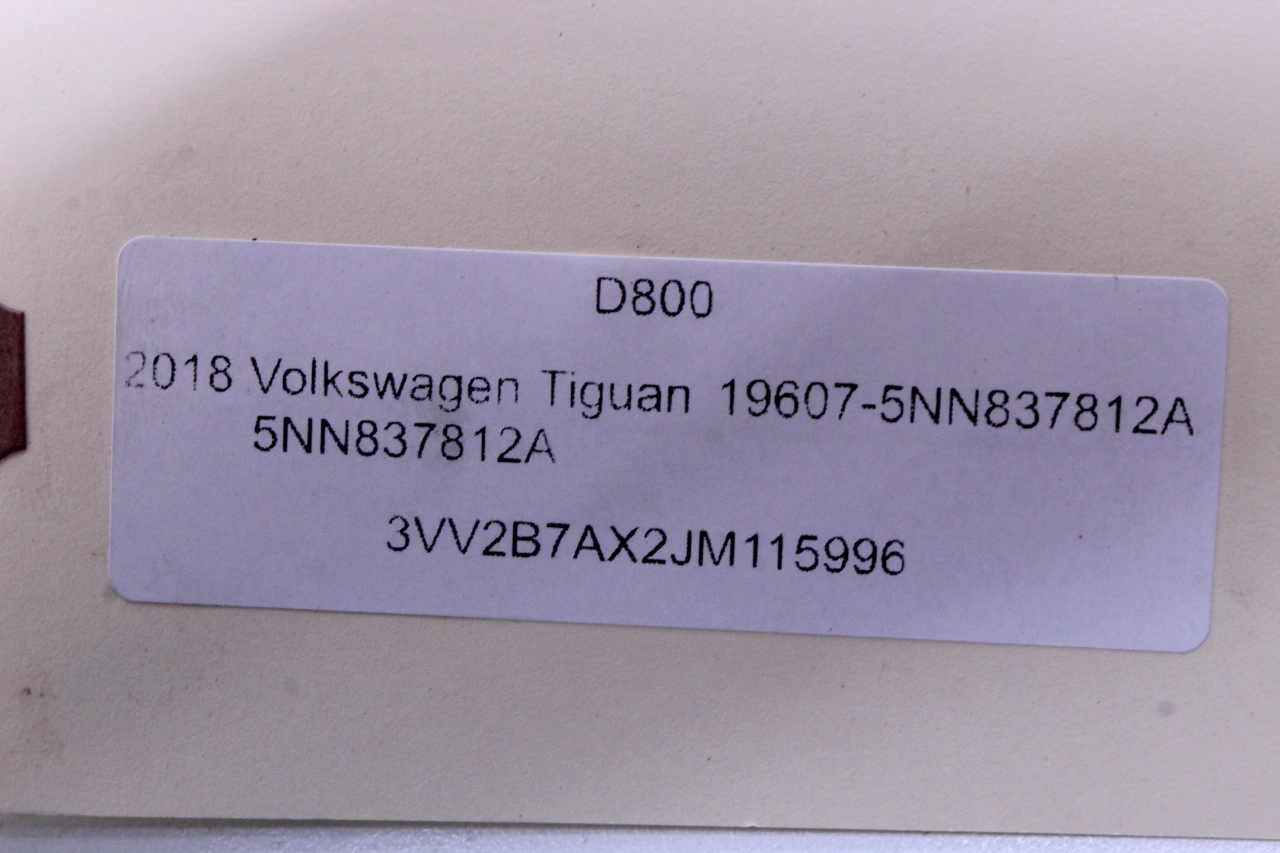 D800
2018 Volkswagen Tiguan 19607-5NN837812A
5NN837812A
3VV2B7AX2JM115996